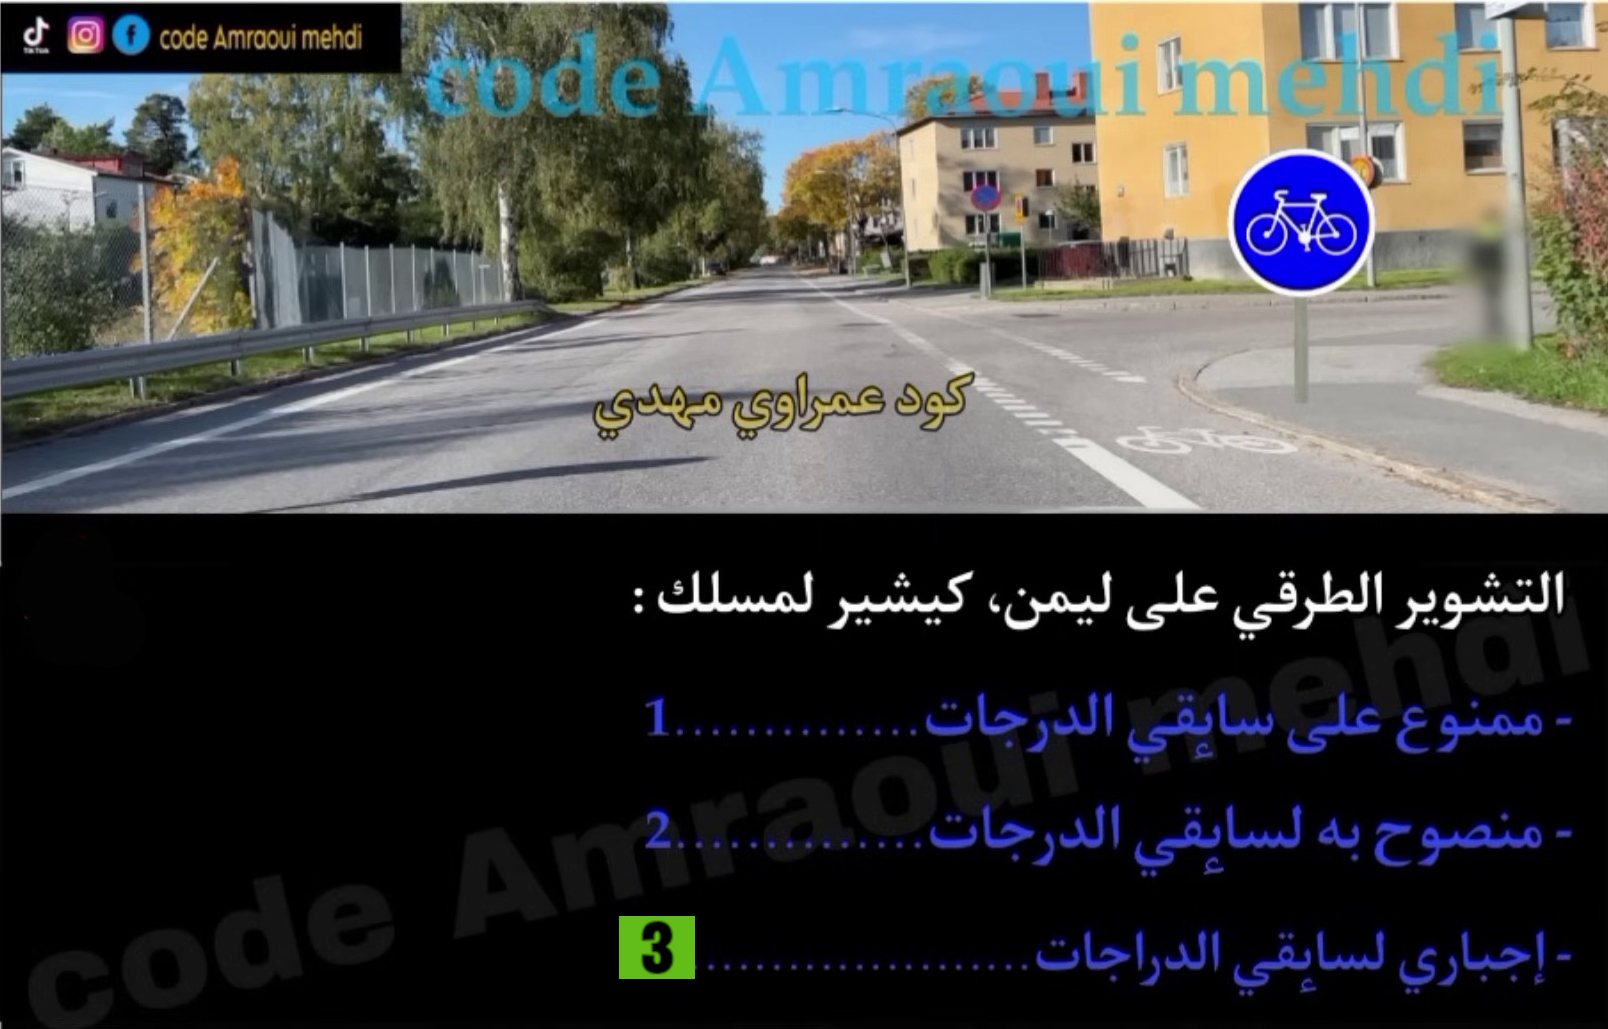 code Amraoui mehdi
code Amraoui mehdi
كود عمراوي مهدي
التشوير الطرقي على ليمن، كيشير لمسلك :
- ممنوع على سايقي الدرجات..............1
- منصوح به لسايقي الدرجات..............2
- إجباري لسايقي الدراجات.....................3
code Amraoui mehdi